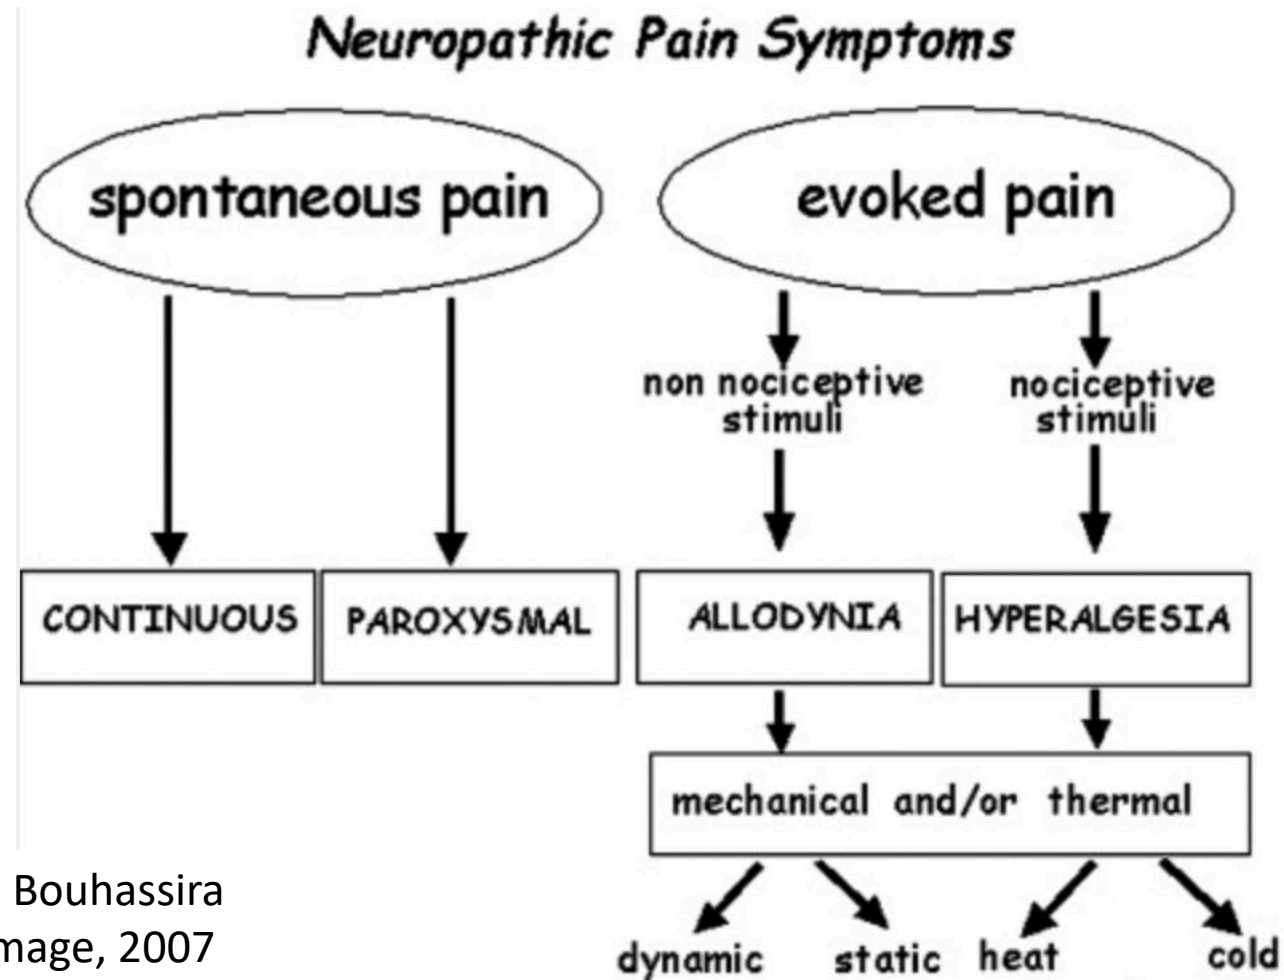 Neuropathic Pain Symptoms
spontaneous pain
evoked pain
non nociceptive
stimuli
nociceptive
stimuli
CONTINUOUS
PAROXYSMAL
ALLODYNIA
HYPERALGESIA
mechanical and/or thermal
dynamic
static
heat
cold
Bouhassira
mage, 2007